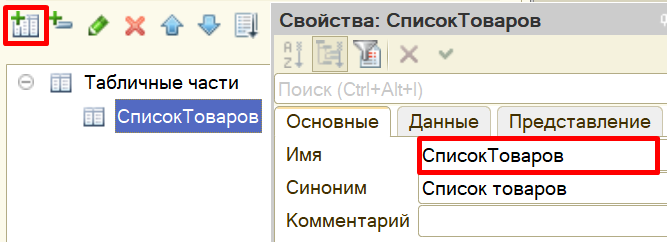 Табличные части
СписокТоваров
Свойства: СписокТоваров
Поиск (Ctrl+Alt+I)
Основные
Данные
Представление
Имя
СписокТоваров
Синоним
Список товаров
Комментарий